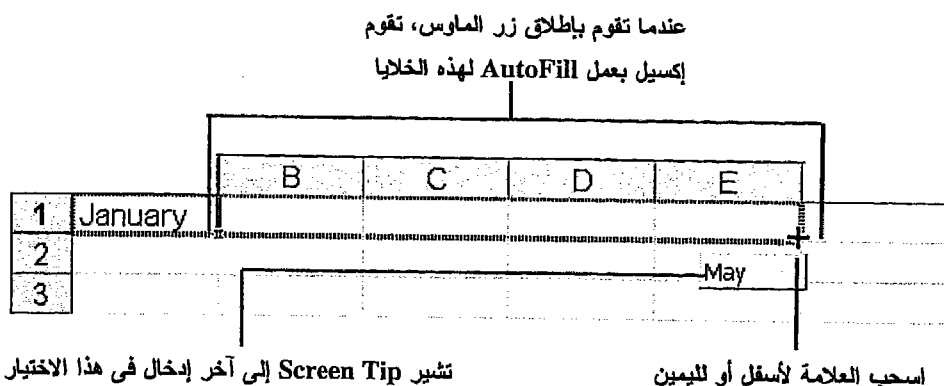 عندما تقوم بإطلاق زر الماوس، تقوم
إكسيل بعمل AutoFill لهذه الخلايا
B C D E
1 January
2
May
3
اسحب العلامة لأسفل أو لليمين
تشير Screen Tip إلى آخر إدخال فى هذا الاختيار